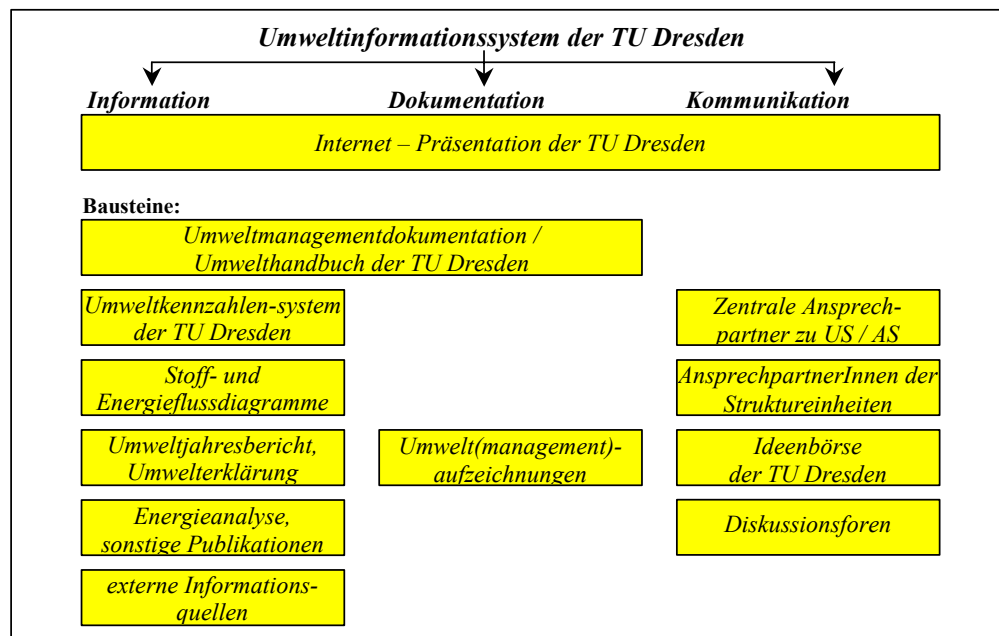 Umweltinformationssystem der TU Dresden
Information Dokumentation Kommunikation
Internet – Präsentation der TU Dresden
Bausteine:
Umweltmanagementdokumentation /
Umwelthandbuch der TU Dresden
Umweltkennzahlen-system
der TU Dresden
Zentrale Ansprech-
partner zu US / AS
Stoff- und
Energieflussdiagramme
AnsprechpartnerInnen der
Struktureinheiten
Umweltjahresbericht,
Umwelterklärung
Umwelt(management)-
aufzeichnungen
Ideenbörse
der TU Dresden
Energieanalyse,
sonstige Publikationen
Diskussionsforen
externe Informations-
quellen